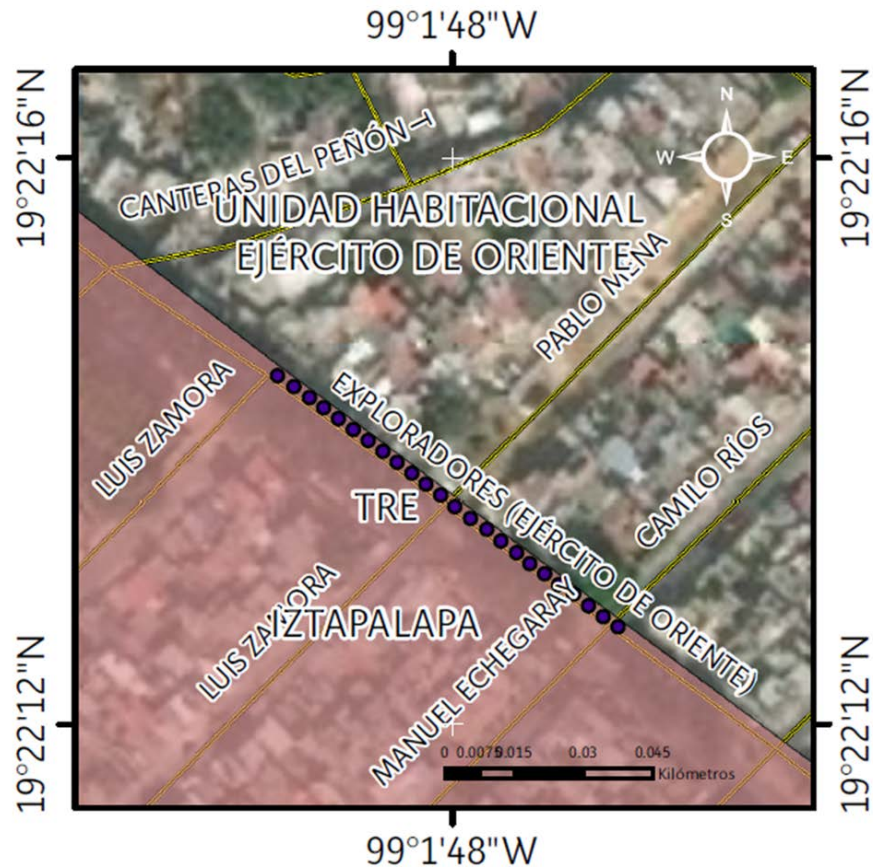 99°1'48"W
19°22'16"N
19°22'16"N
N
W
E
S
CANTERAS DEL PEÑÓN T
UNIDAD HABITACIONAL
EJÉRCITO DE ORIENTE
PABLO MENA
LUIS ZAMORA
EXPLORADORES (EJÉRCITO DE ORIENTE)
CAMILO RÍOS
TRE
LUIS ZAMORA
IZTAPALAPA
MANUEL ECHEGARAY
19°22'12"N
19°22'12"N
0 0.0075 0.015 0.03 0.045
Kilómetros
99°1'48"W